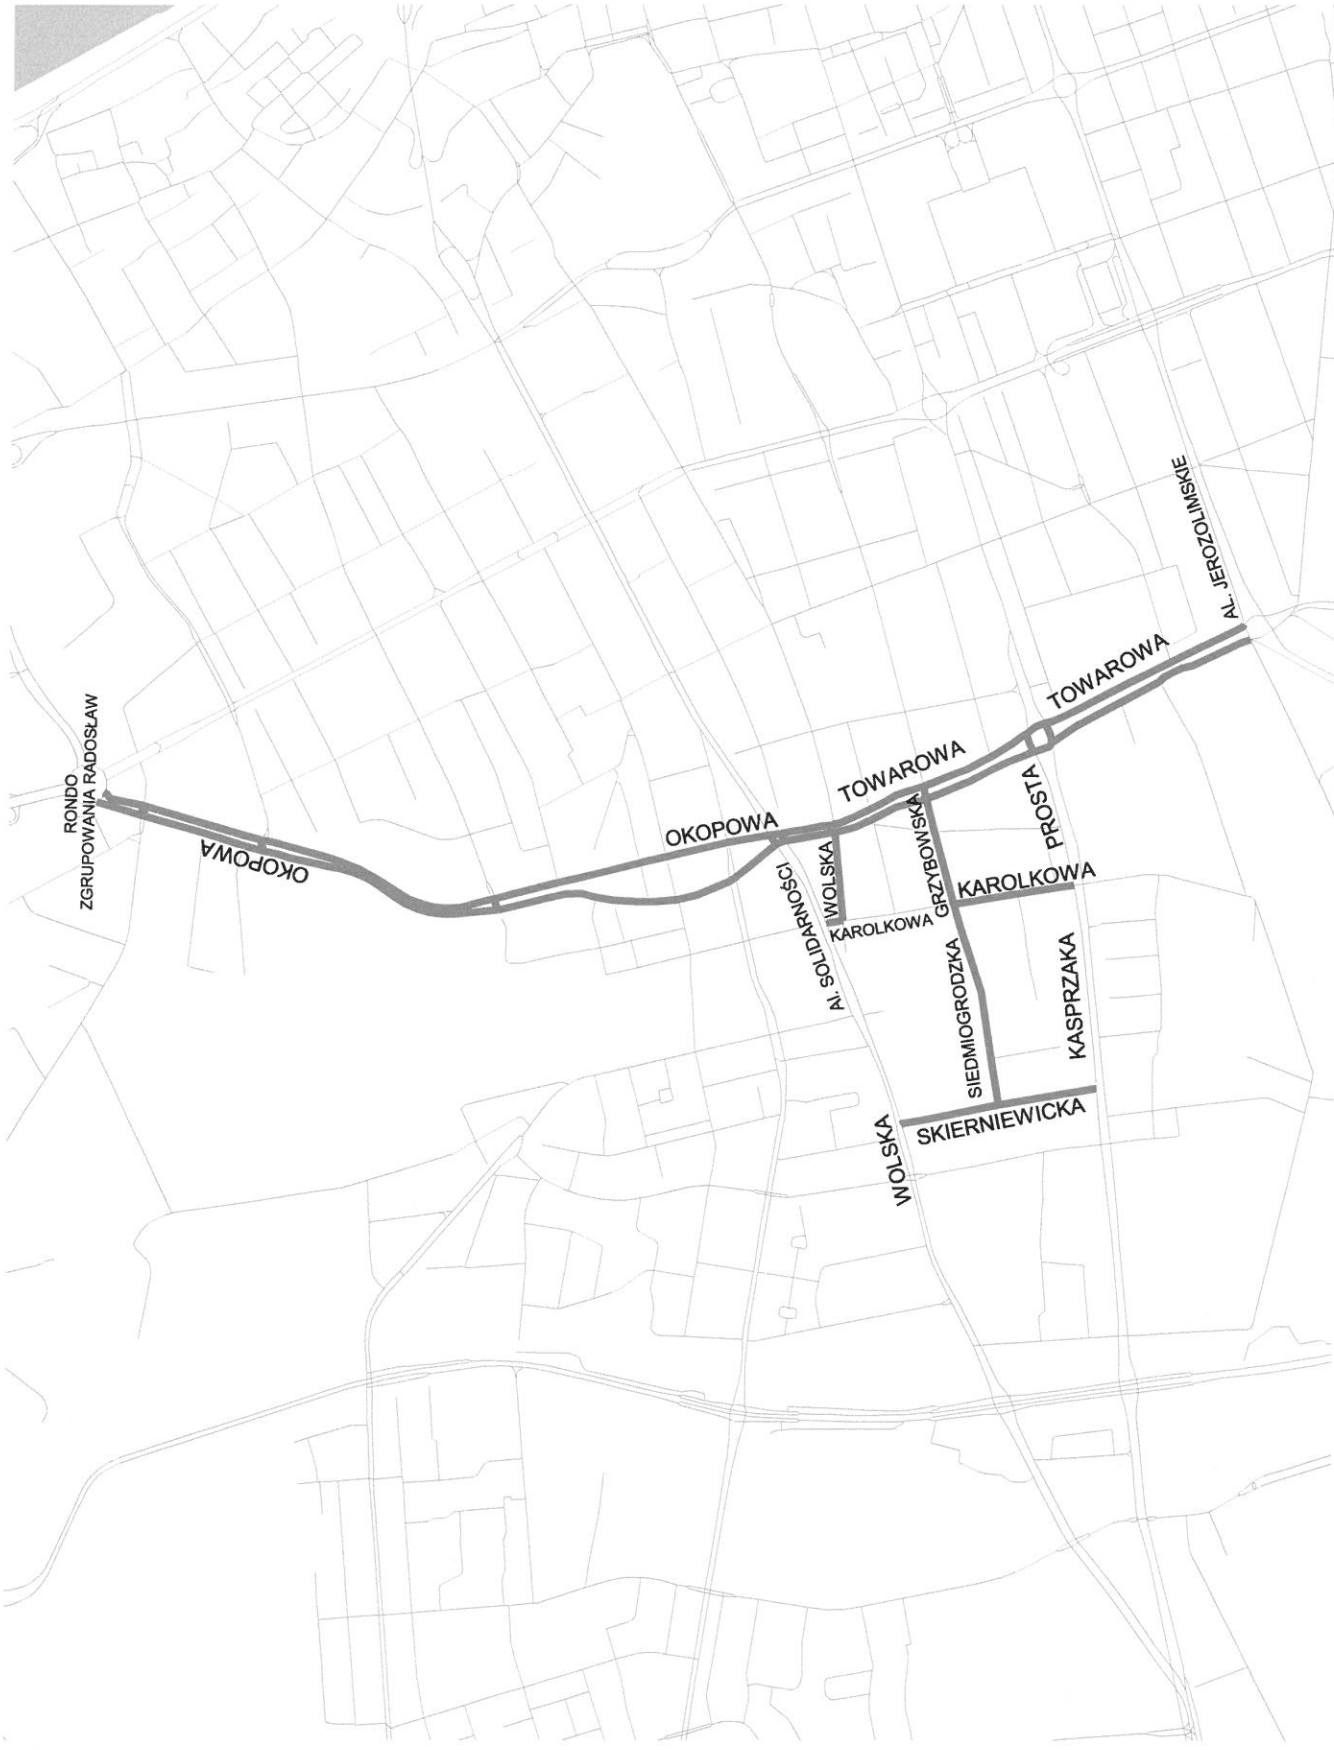 RONDO
ZGRUPOWANIA RADOSŁAW
OKOPOWA
OKOPOWA
OKOPOWA
TOWAROWA
TOWAROWA
AL. JEROZOLIMSKIE
PROSTA
GRZYBOWSKA
WOLSKA
KAROLKOWA
KAROLKOWA
Al. SOLIDARNOŚCI
SIEDMIOGRODZKA
KASPRZAKA
SKIERNIEWICKA
WOLSKA